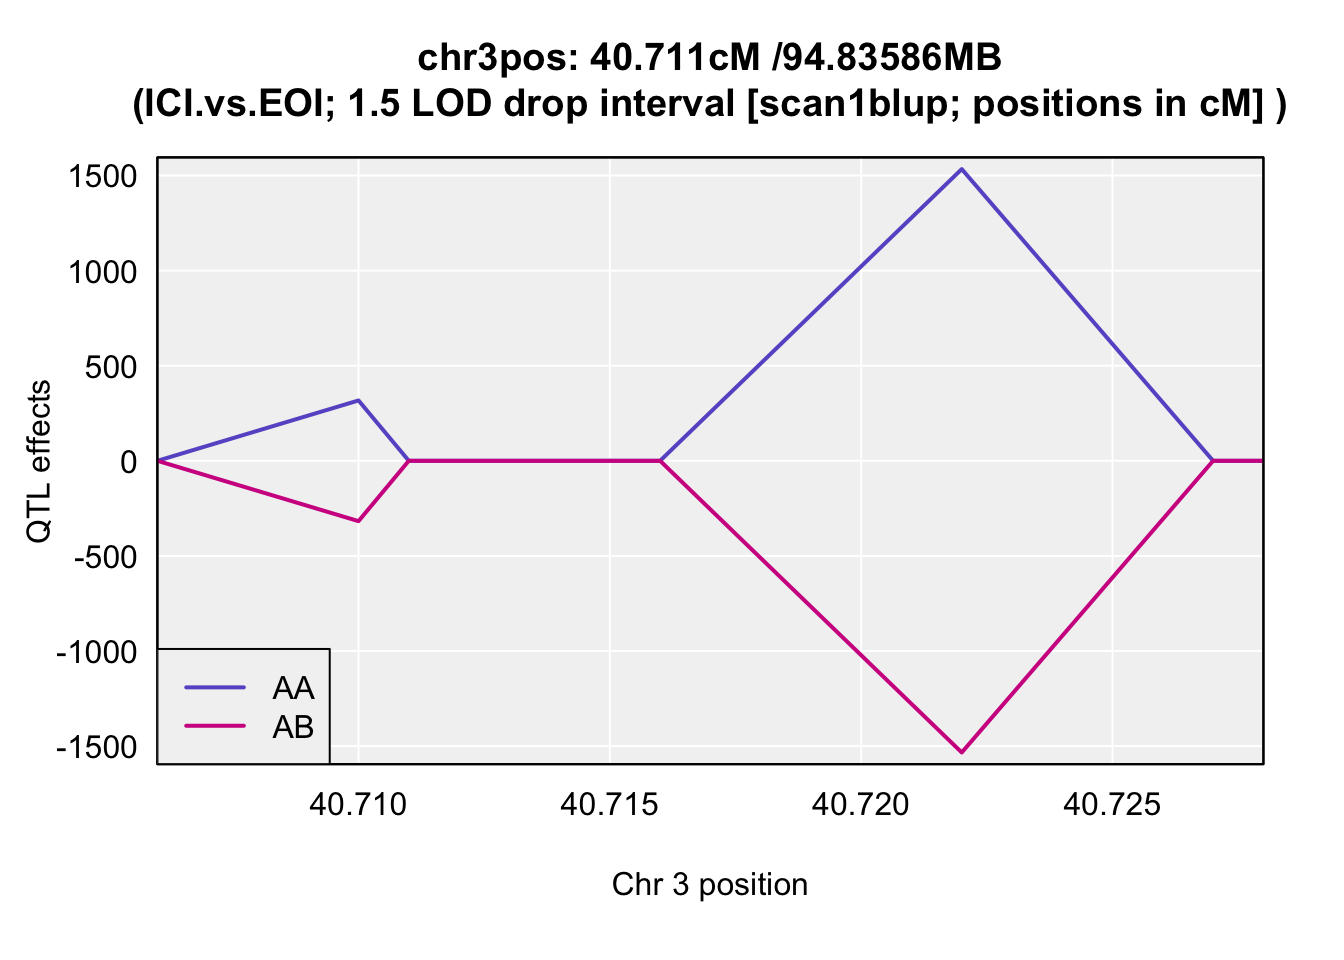 chr3pos: 40.711cM /94.83586MB
(ICI.vs.EOI; 1.5 LOD drop interval [scan1blup; positions in cM] )
1500
1000
500
0
-500
-1000
-1500
QTL effects
AA
AB
40.710 40.715 40.720 40.725
Chr 3 position